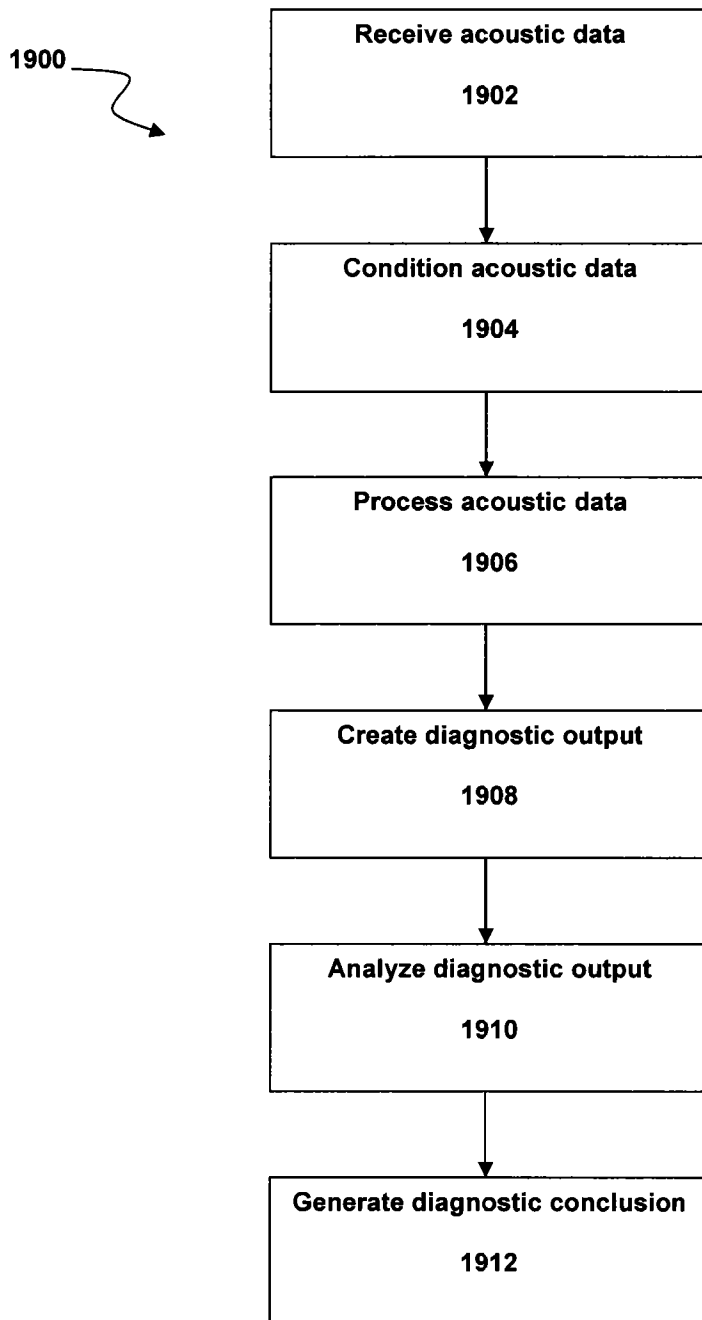 1900
Receive acoustic data
1902
Condition acoustic data
1904
Process acoustic data
1906
Create diagnostic output
1908
Analyze diagnostic output
1910
Generate diagnostic conclusion
1912